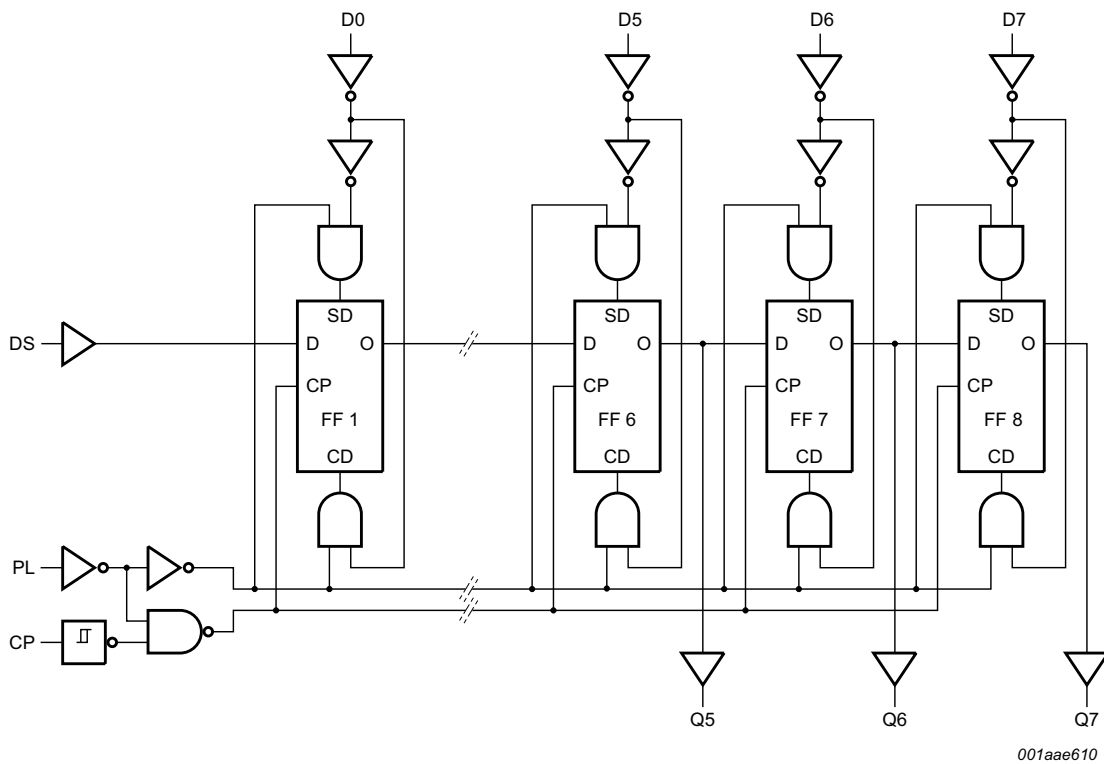 D0 D5 D6 D7
SD SD SD SD
DS D O D O D O D O
CP CP CP CP
FF 1 FF 6 FF 7 FF 8
CD CD CD CD
PL
CP
Q5 Q6 Q7
001aae610